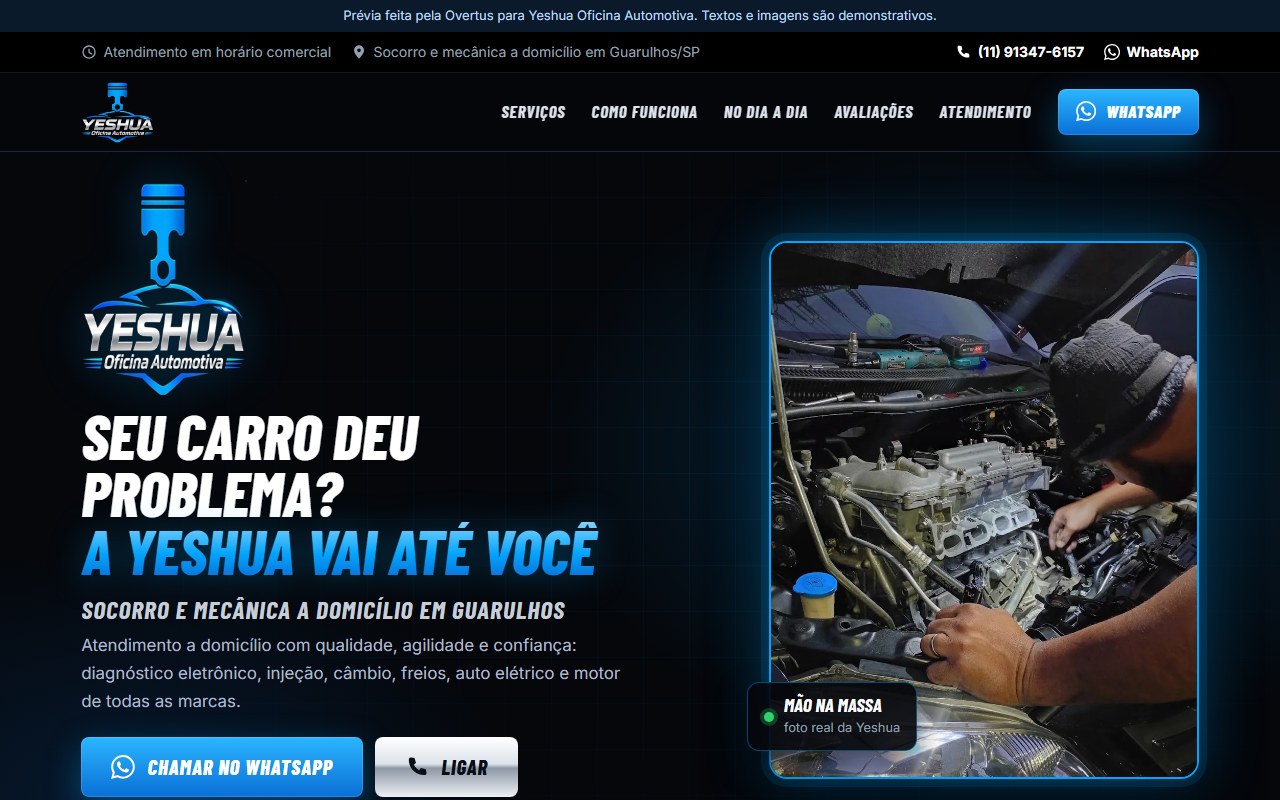 Prévia feita pela Overtus para Yeshua Oficina Automotiva. Textos e imagens são demonstrativos.
Atendimento em horário comercial
Socorro e mecânica a domicílio em Guarulhos/SP
(11) 91347-6157
WhatsApp
YESHUA
Oficina Automotiva
SERVIÇOS
COMO FUNCIONA
NO DIA A DIA
AVALIAÇÕES
ATENDIMENTO
WHATSAPP
YESHUA
Oficina Automotiva
SEU CARRO DEU
PROBLEMA?
A YESHUA VAI ATÉ VOCÊ
SOCORRO E MECÂNICA A DOMICÍLIO EM GUARULHOS
Atendimento a domicílio com qualidade, agilidade e confiança:
diagnóstico eletrônico, injeção, câmbio, freios, auto elétrico e motor
de todas as marcas.
CHAMAR NO WHATSAPP
LIGAR
MÃO NA MASSA
foto real da Yeshua